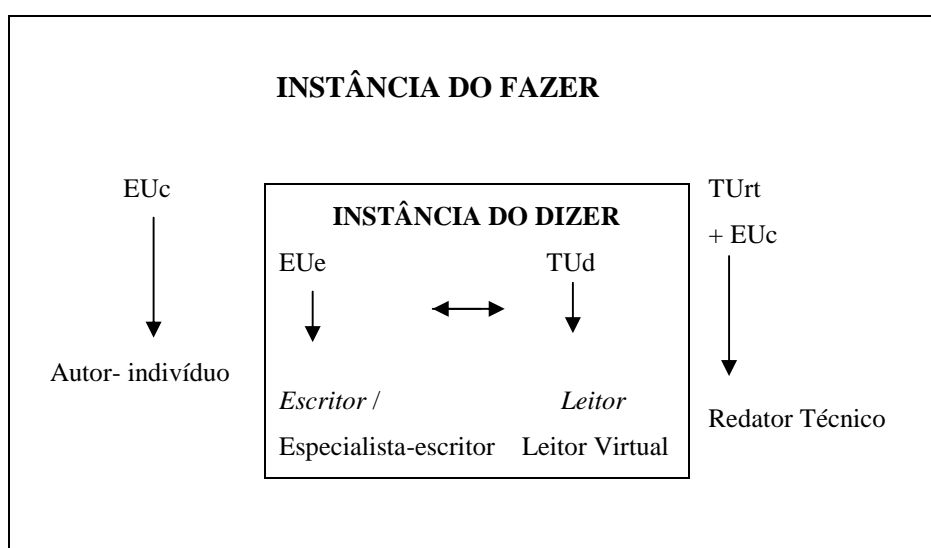 INSTÂNCIA DO FAZER
EUc
Autor- indivíduo
INSTÂNCIA DO DIZER
EUe TUd
Escritor / Leitor
Especialista-escritor Leitor Virtual
TUrt
+ EUc
Redator Técnico